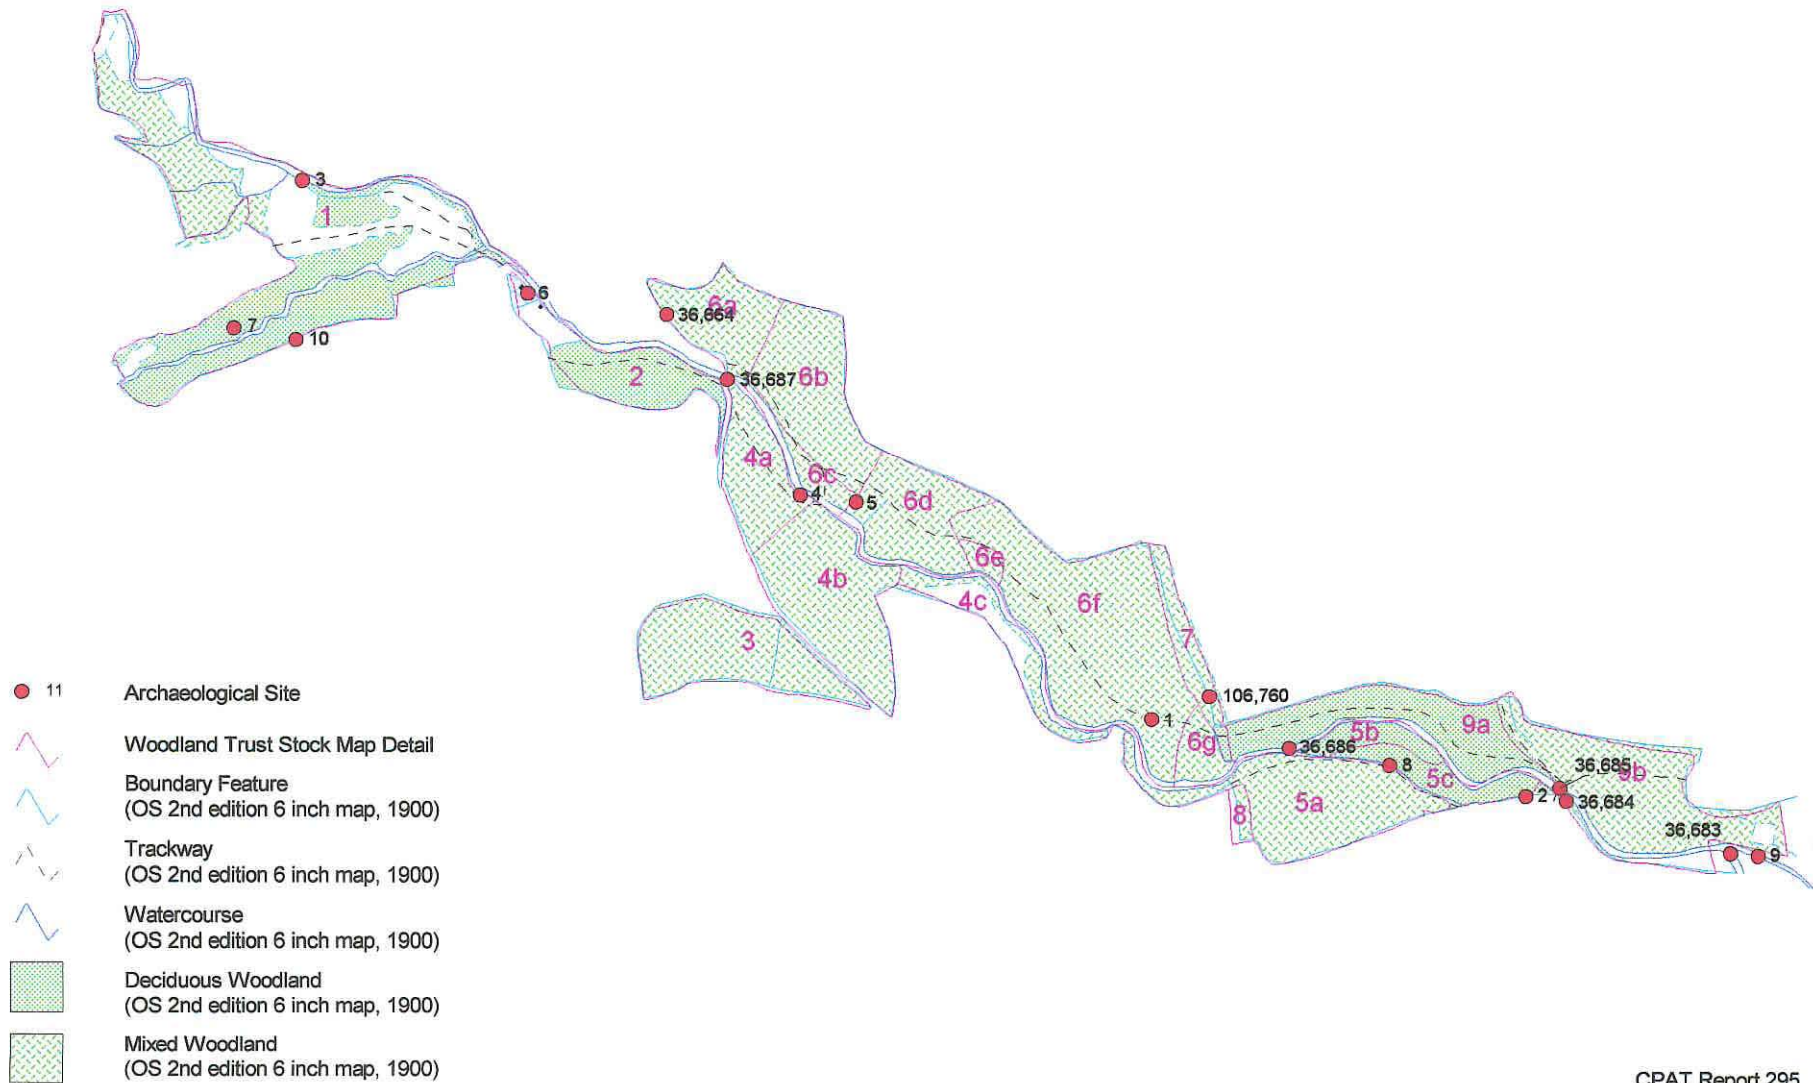 3
1
6
7
10
36,664
6a
36,687
6b
2
4a
6c
4
5
6d
6e
4b
4c
6f
3
7
106,760
1
6g
36,686
5b
9a
8
5c
5a
8
2
36,685
9b
36,684
36,683
9
11 Archaeological Site
Woodland Trust Stock Map Detail
Boundary Feature
(OS 2nd edition 6 inch map, 1900)
Trackway
(OS 2nd edition 6 inch map, 1900)
Watercourse
(OS 2nd edition 6 inch map, 1900)
Deciduous Woodland
(OS 2nd edition 6 inch map, 1900)
Mixed Woodland
(OS 2nd edition 6 inch map, 1900)
CPAT Report 295